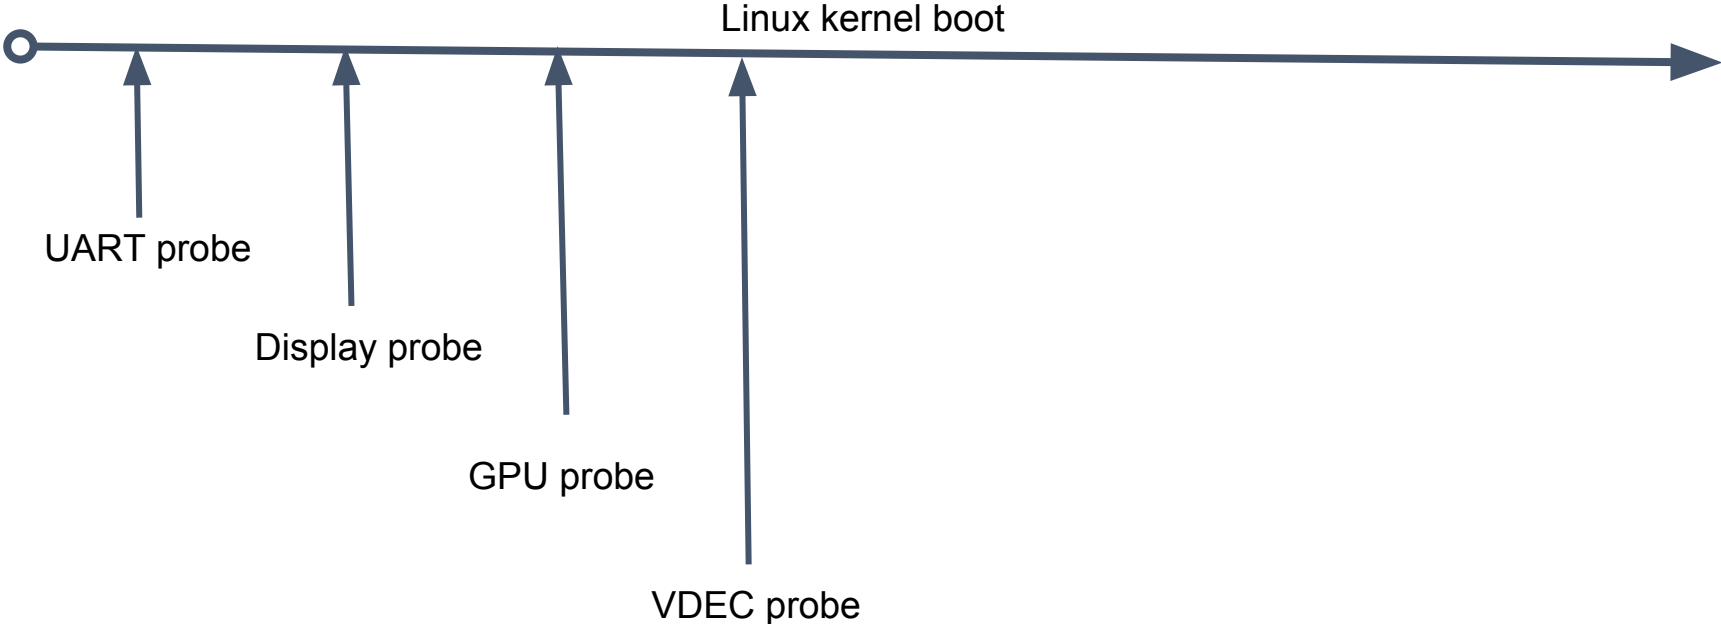 Linux kernel boot
UART probe
Display probe
GPU probe
VDEC probe